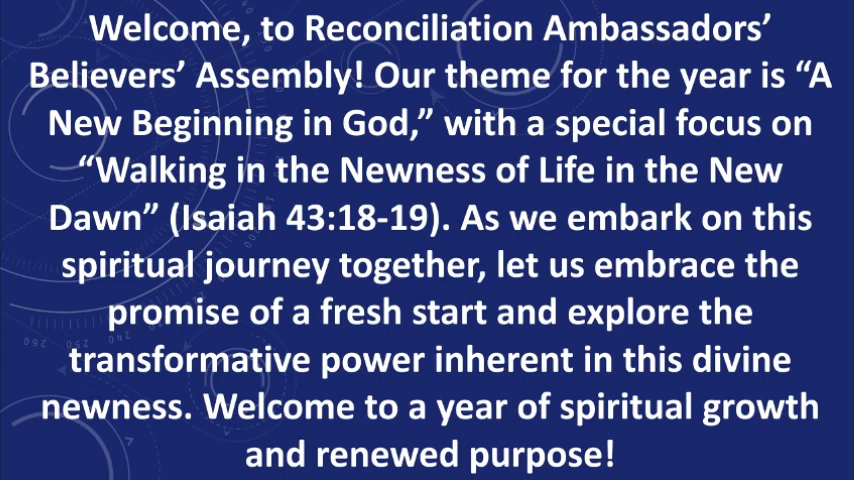 Welcome, to Reconciliation Ambassadors’
Believers’ Assembly! Our theme for the year is “A
New Beginning in God,” with a special focus on
“Walking in the Newness of Life in the New
Dawn” (Isaiah 43:18-19). As we embark on this
spiritual journey together, let us embrace the
promise of a fresh start and explore the
transformative power inherent in this divine
newness. Welcome to a year of spiritual growth
and renewed purpose!